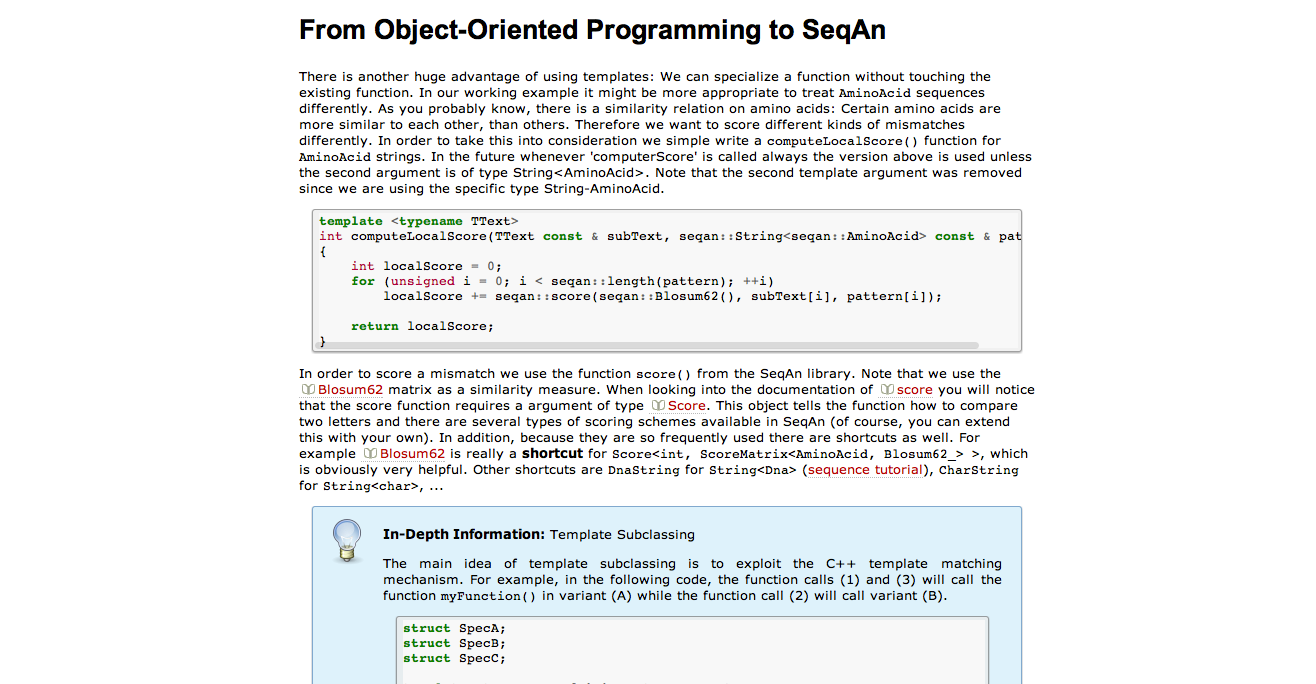 From Object-Oriented Programming to SeqAn
There is another huge advantage of using templates: We can specialize a function without touching the
existing function. In our working example it might be more appropriate to treat AminoAcid sequences
differently. As you probably know, there is a similarity relation on amino acids: Certain amino acids are
more similar to each other, than others. Therefore we want to score different kinds of mismatches
differently. In order to take this into consideration we simple write a computeLocalScore() function for
AminoAcid strings. In the future whenever 'computerScore' is called always the version above is used unless
the second argument is of type String<AminoAcid>. Note that the second template argument was removed
since we are using the specific type String-AminoAcid.
template <typename TText>
int computeLocalScore(TText const & subText, seqan::String<seqan::AminoAcid> const & pat
{
    int localScore = 0;
    for (unsigned i = 0; i < seqan::length(pattern); ++i)
        localScore += seqan::score(seqan::Blosum62(), subText[i], pattern[i]);
    return localScore;
}
In order to score a mismatch we use the function score() from the SeqAn library. Note that we use the
Blosum62 matrix as a similarity measure. When looking into the documentation of score you will notice
that the score function requires a argument of type Score. This object tells the function how to compare
two letters and there are several types of scoring schemes available in SeqAn (of course, you can extend
this with your own). In addition, because they are so frequently used there are shortcuts as well. For
example Blosum62 is really a shortcut for Score<int, ScoreMatrix<AminoAcid, Blosum62_> >, which
is obviously very helpful. Other shortcuts are DnaString for String<Dna> (sequence tutorial), CharString
for String<char>, ...
In-Depth Information: Template Subclassing
The main idea of template subclassing is to exploit the C++ template matching
mechanism. For example, in the following code, the function calls (1) and (3) will call the
function myFunction() in variant (A) while the function call (2) will call variant (B).
struct SpecA;
struct SpecB;
struct SpecC;